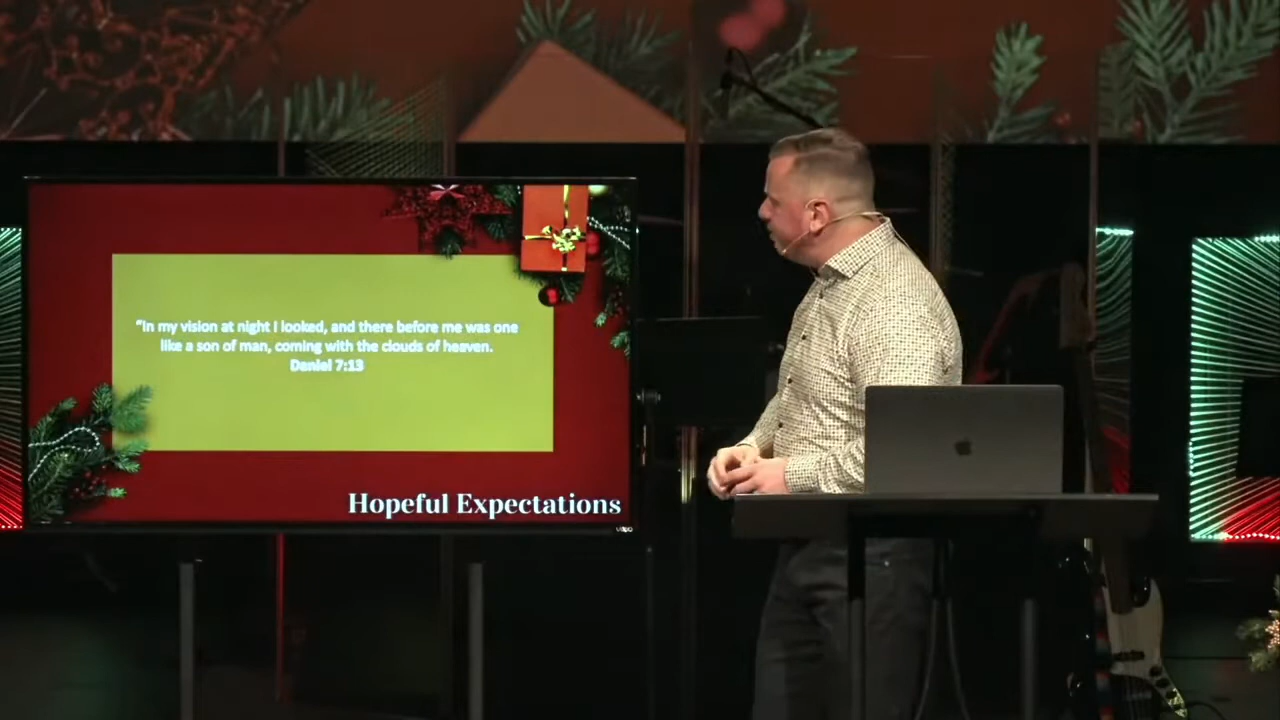 “In my vision at night I looked, and there before me was one
like a son of man, coming with the clouds of heaven.
Daniel 7:13
Hopeful Expectations
VIZIO